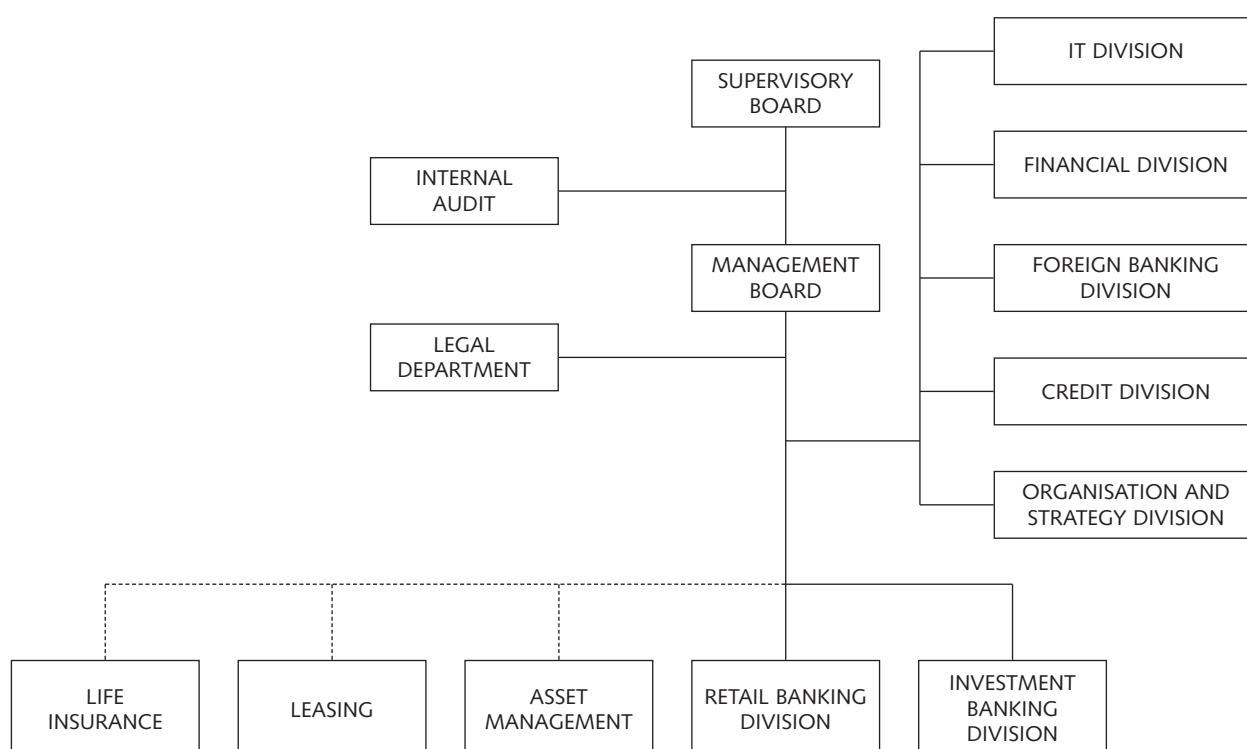 IT DIVISION
SUPERVISORY
BOARD
FINANCIAL DIVISION
INTERNAL
AUDIT
MANAGEMENT
BOARD
FOREIGN BANKING
DIVISION
LEGAL
DEPARTMENT
CREDIT DIVISION
ORGANISATION AND
STRATEGY DIVISION
LIFE
INSURANCE
LEASING
ASSET
MANAGEMENT
RETAIL BANKING
DIVISION
INVESTMENT
BANKING
DIVISION